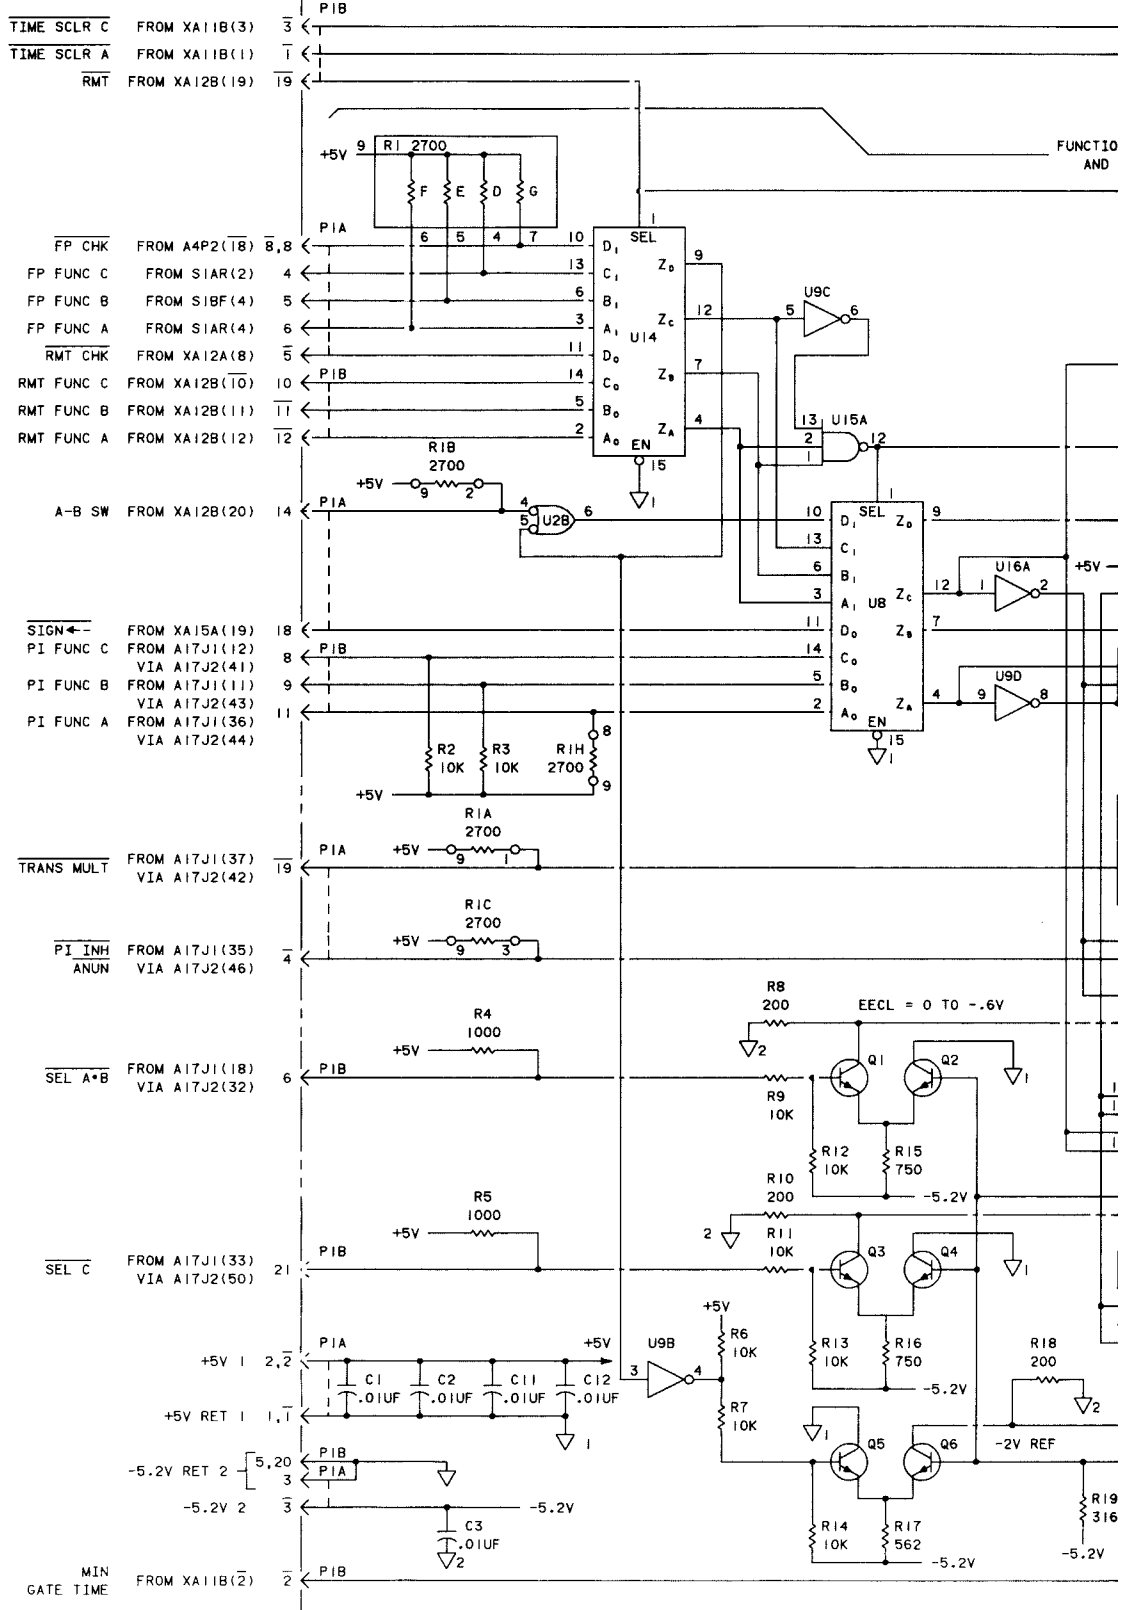 P1B
TIME SCLR C FROM XA11B(3) 3
TIME SCLR A FROM XA11B(1) 1
RMT FROM XA12B(19) 19
FUNCTIO
AND
+5V 9 R1 2700
F E D G
P1A 6 5 4 7
FP CHK FROM A4P2(18) 8,8
FP FUNC C FROM S1AR(2) 4
FP FUNC B FROM S1BF(4) 5
FP FUNC A FROM S1AR(4) 6
RMT CHK FROM XA12A(8) 5
RMT FUNC C FROM XA12B(10) 10 P1B
RMT FUNC B FROM XA12B(11) 11
RMT FUNC A FROM XA12B(12) 12
1
SEL
10 D1 ZD 9
13 C1
6 B1 ZC 12
3 A1 U14
11 D0
14 C0 ZB 7
5 B0
2 A0 ZA 4
EN
15
1
U9C
5 6
U15A
13
2
1
12
R1B
2700
+5V 9 2
A-B SW FROM XA12B(20) 14 P1A
4
5 U2B 6
1
SEL
10 D1 ZD 9
13 C1
6 B1 ZC 12
3 A1 U8
11 D0 ZB 7
14 C0
5 B0 ZA 4
2 A0
EN
15
1
U16A
1 2
+5V
U9D
9 8
SIGN←-- FROM XA15A(19) 18
PI FUNC C FROM A17J1(12) 8 P1B
VIA A17J2(41)
PI FUNC B FROM A17J1(11) 9
VIA A17J2(43)
PI FUNC A FROM A17J1(36) 11
VIA A17J2(44)
R2
10K
R3
10K
R1H
2700
8
9
+5V
R1A
2700
+5V 9 1
TRANS MULT FROM A17J1(37) 19 P1A
VIA A17J2(42)
R1C
2700
+5V 9 3
PI INH FROM A17J1(35) 4
ANUN VIA A17J2(46)
R8
200
EECL = 0 TO -.6V
2
R4
1000
+5V
Q1 Q2
1
SEL A•B FROM A17J1(18) 6 P1B
VIA A17J2(32)
R9
10K
R12
10K
R15
750
-5.2V
R10
200
2
R5
1000
+5V
R11
10K
Q3 Q4
1
SEL C FROM A17J1(33) 21 P1B
VIA A17J2(50)
+5V
R6
10K
R13
10K
R16
750
-5.2V
R18
200
2
+5V 1 2,2 P1A +5V
C1
.01UF
C2
.01UF
C11
.01UF
C12
.01UF
U9B
3 4
+5V RET 1 1,1
1
R7
10K
1
Q5 Q6
-2V REF
-5.2V RET 2 5,20 P1B
3 P1A
-5.2V 2 3 -5.2V
C3
.01UF
2
R14
10K
R17
562
-5.2V
R19
316
-5.2V
MIN
GATE TIME FROM XA11B(2) 2 P1B